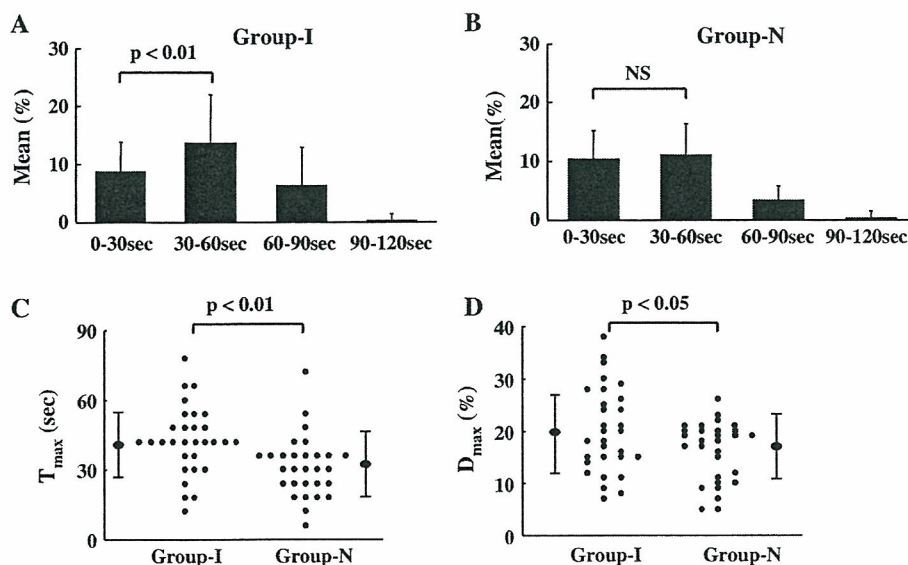 A
Group-I
p < 0.01
Mean (%)
30
20
10
0
0-30sec 30-60sec 60-90sec 90-120sec
B
Group-N
NS
Mean(%)
30
20
10
0
0-30sec 30-60sec 60-90sec 90-120sec
C
p < 0.01
Tmax (sec)
90
60
30
0
Group-I Group-N
D
p < 0.05
Dmax (%)
40
30
20
10
0
Group-I Group-N